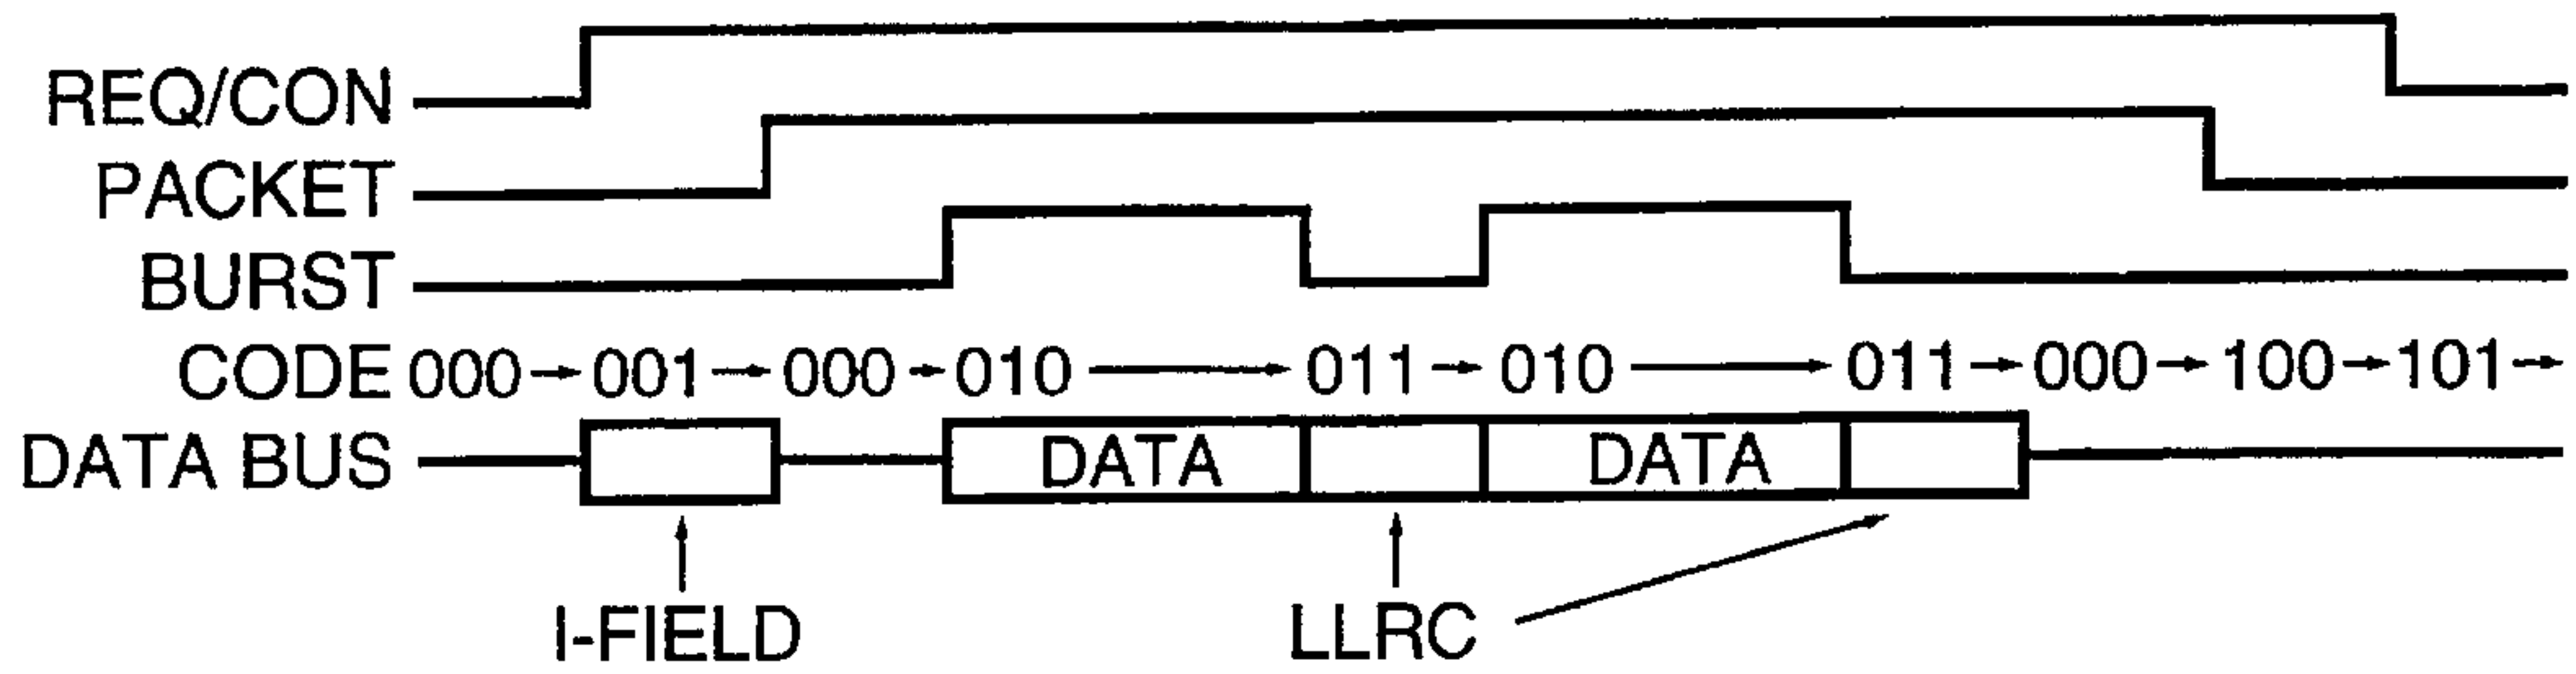 REQ/CON
PACKET
BURST
CODE 000 → 001 → 000 → 010 → 011 → 010 → 011 → 000 → 100 → 101 →
DATA BUS DATA DATA
I-FIELD LLRC